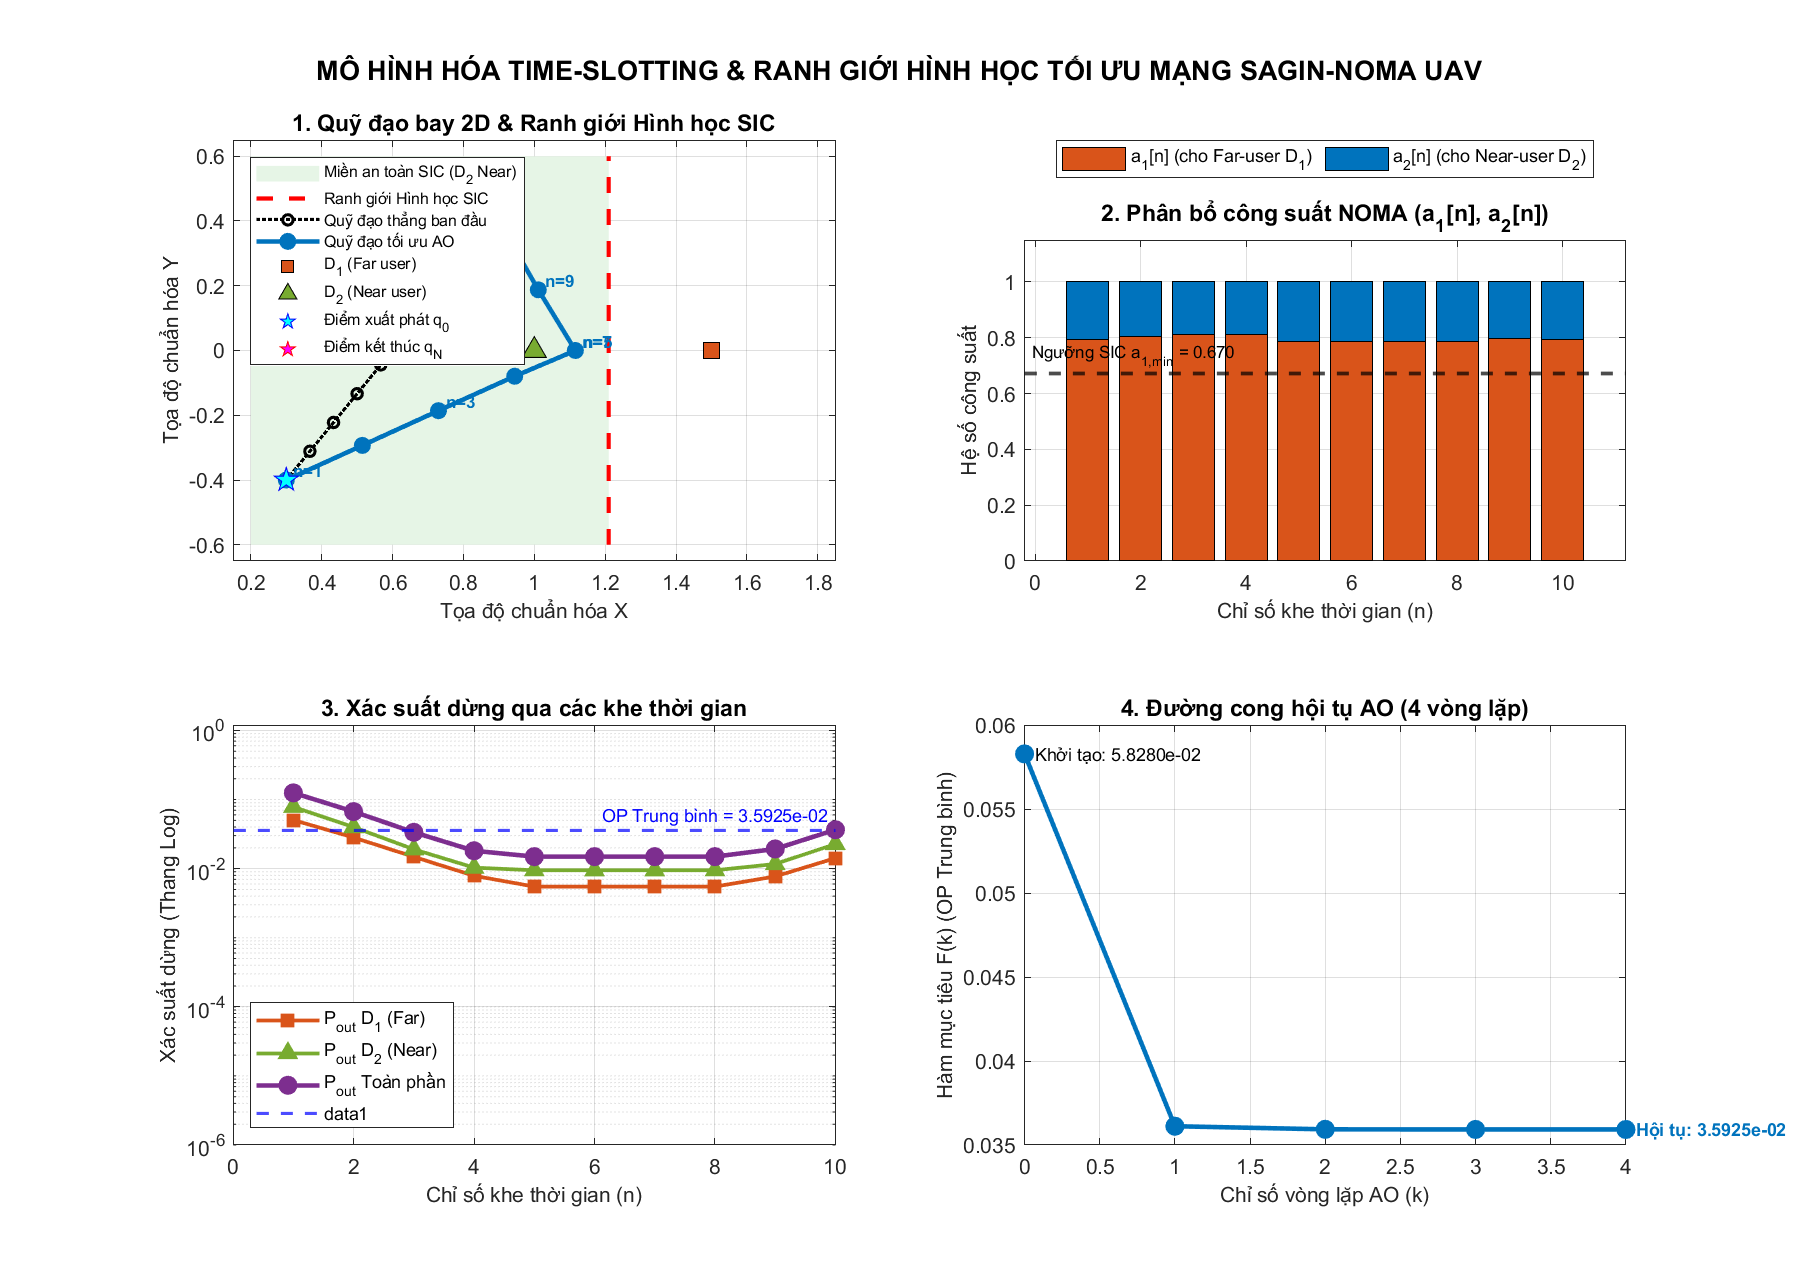 MÔ HÌNH HÓA TIME-SLOTTING & RANH GIỚI HÌNH HỌC TỐI ƯU MẠNG SAGIN-NOMA UAV
1. Quỹ đạo bay 2D & Ranh giới Hình học SIC
Tọa độ chuẩn hóa Y
0.6
0.4
0.2
0
-0.2
-0.4
-0.6
Miền an toàn SIC (D2 Near)
Ranh giới Hình học SIC
Quỹ đạo thẳng ban đầu
Quỹ đạo tối ưu AO
D1 (Far user)
D2 (Near user)
Điểm xuất phát q0
Điểm kết thúc qN
n=9
n=3
0.2
0.4
0.6
0.8
1
1.2
1.4
1.6
1.8
Tọa độ chuẩn hóa X
a1[n] (cho Far-user D1)
a2[n] (cho Near-user D2)
2. Phân bổ công suất NOMA (a1[n], a2[n])
Hệ số công suất
1
0.8
0.6
0.4
0.2
0
Ngưỡng SIC a1,min = 0.670
0
2
4
6
8
10
Chỉ số khe thời gian (n)
3. Xác suất dừng qua các khe thời gian
Xác suất dừng (Thang Log)
10^0
10^-2
10^-4
10^-6
OP Trung bình = 3.5925e-02
Pout D1 (Far)
Pout D2 (Near)
Pout Toàn phần
data1
0
2
4
6
8
10
Chỉ số khe thời gian (n)
4. Đường cong hội tụ AO (4 vòng lặp)
Hàm mục tiêu F(k) (OP Trung bình)
0.06
0.055
0.05
0.045
0.04
0.035
Khởi tạo: 5.8280e-02
Hội tụ: 3.5925e-02
0
0.5
1
1.5
2
2.5
3
3.5
4
Chỉ số vòng lặp AO (k)